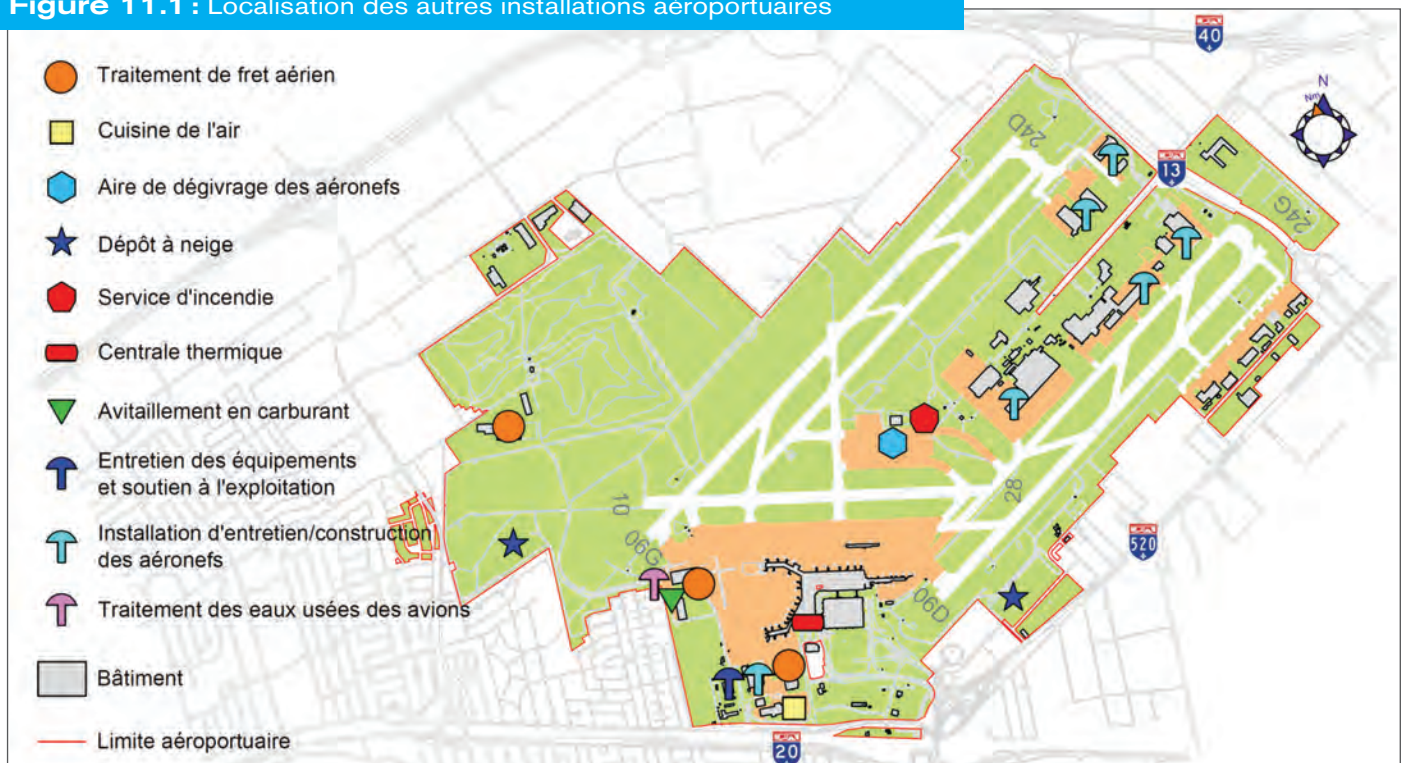 Figure 11.1 : Localisation des autres installations aéroportuaires
Traitement de fret aérien
Cuisine de l'air
Aire de dégivrage des aéronefs
Dépôt à neige
Service d'incendie
Centrale thermique
Avitaillement en carburant
Entretien des équipements
et soutien à l'exploitation
Installation d'entretien/construction
des aéronefs
Traitement des eaux usées des avions
Bâtiment
Limite aéroportuaire
40
N
Nm
24D
13
24G
10
28
06G
520
06D
20